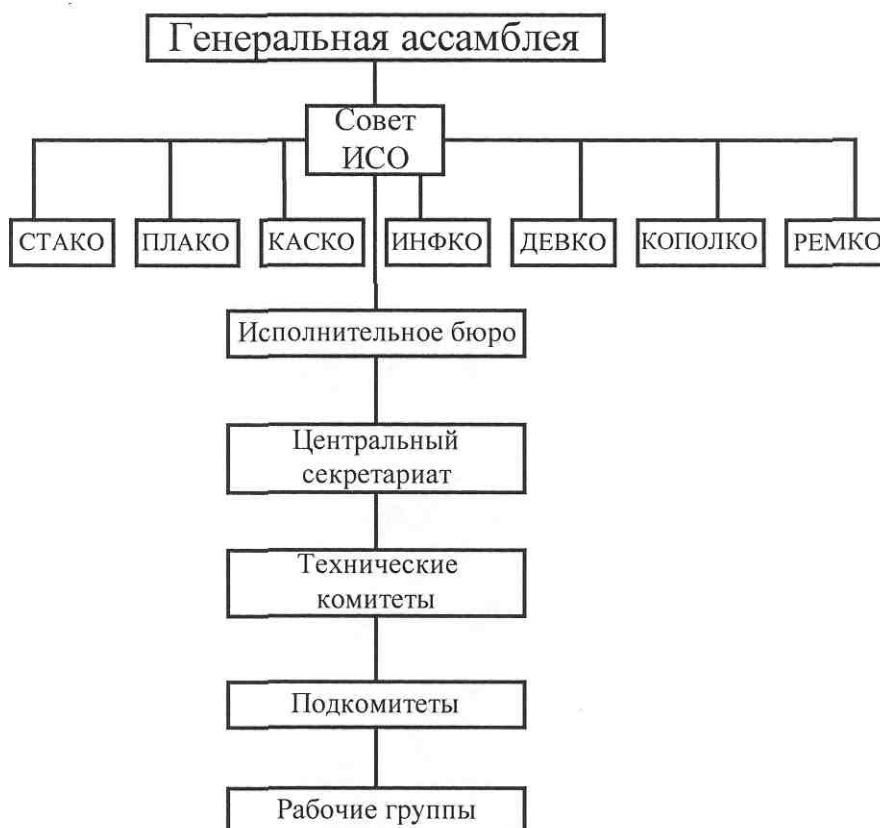 Генеральная ассамблея
Совет
ИСО
СТАКО
ПЛАКО
КАСКО
ИНФКО
ДЕВКО
КОПОЛКО
РЕМКО
Исполнительное бюро
Центральный
секретариат
Технические
комитеты
Подкомитеты
Рабочие группы